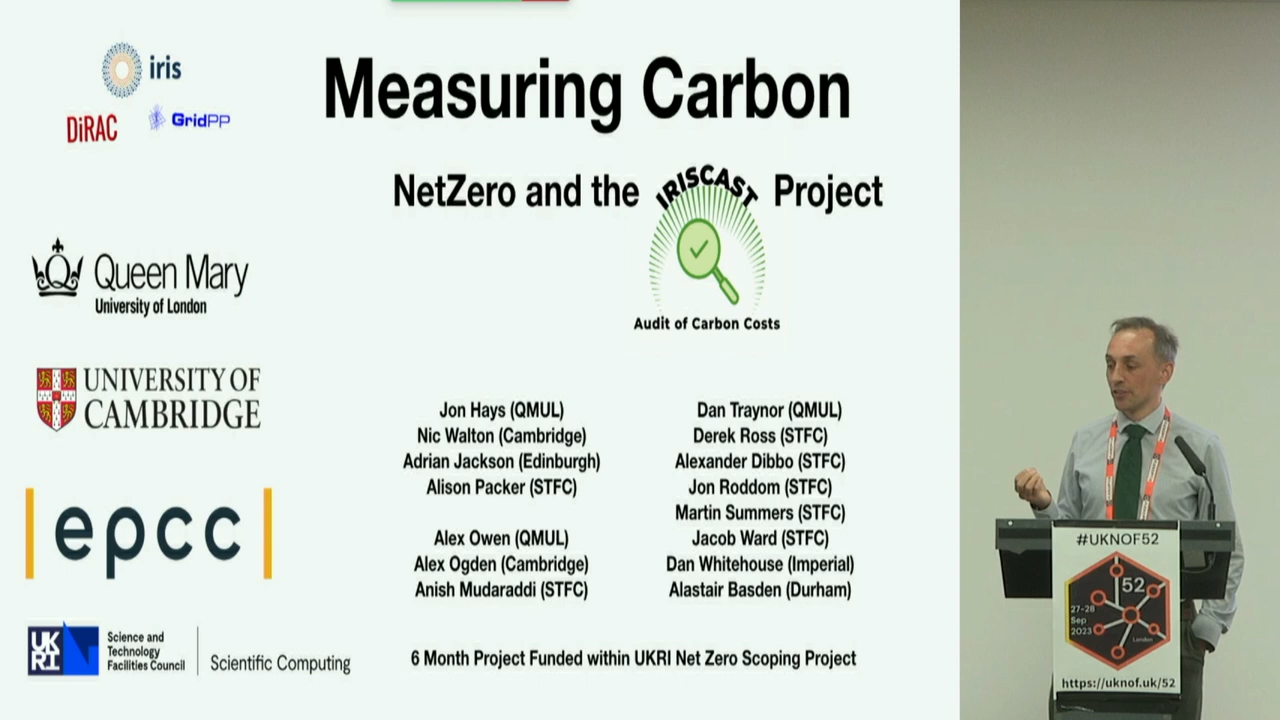 iris
DiRAC
GridPP
Measuring Carbon
NetZero and the IRISCAST Project
Audit of Carbon Costs
Queen Mary
University of London
UNIVERSITY OF
CAMBRIDGE
epcc
UK
RI
Science and
Technology
Facilities Council
Scientific Computing
Jon Hays (QMUL)
Nic Walton (Cambridge)
Adrian Jackson (Edinburgh)
Alison Packer (STFC)
Alex Owen (QMUL)
Alex Ogden (Cambridge)
Anish Mudaraddi (STFC)
Dan Traynor (QMUL)
Derek Ross (STFC)
Alexander Dibbo (STFC)
Jon Roddom (STFC)
Martin Summers (STFC)
Jacob Ward (STFC)
Dan Whitehouse (Imperial)
Alastair Basden (Durham)
6 Month Project Funded within UKRI Net Zero Scoping Project
#UKNOF52
52
27-28
Sep
2023
London
https://uknof.uk/52